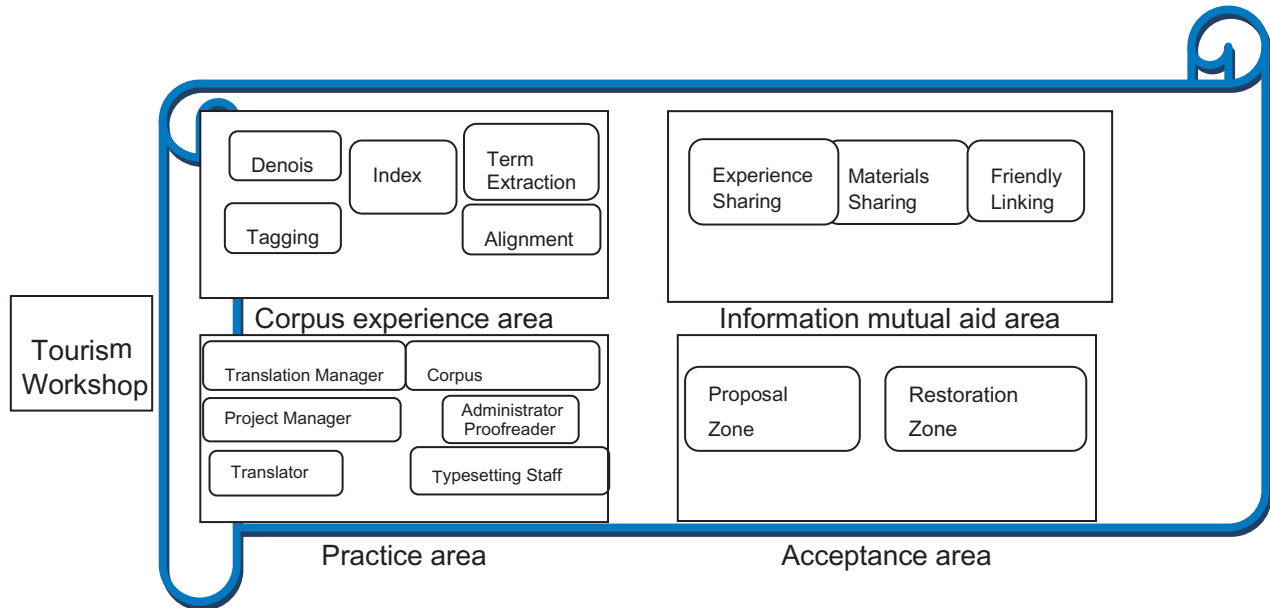 Tourism
Workshop
Denois
Index
Term
Extraction
Tagging
Alignment
Corpus experience area
Experience
Sharing
Materials
Sharing
Friendly
Linking
Information mutual aid area
Translation Manager
Corpus
Project Manager
Administrator
Proofreader
Translator
Typesetting Staff
Practice area
Proposal
Zone
Restoration
Zone
Acceptance area